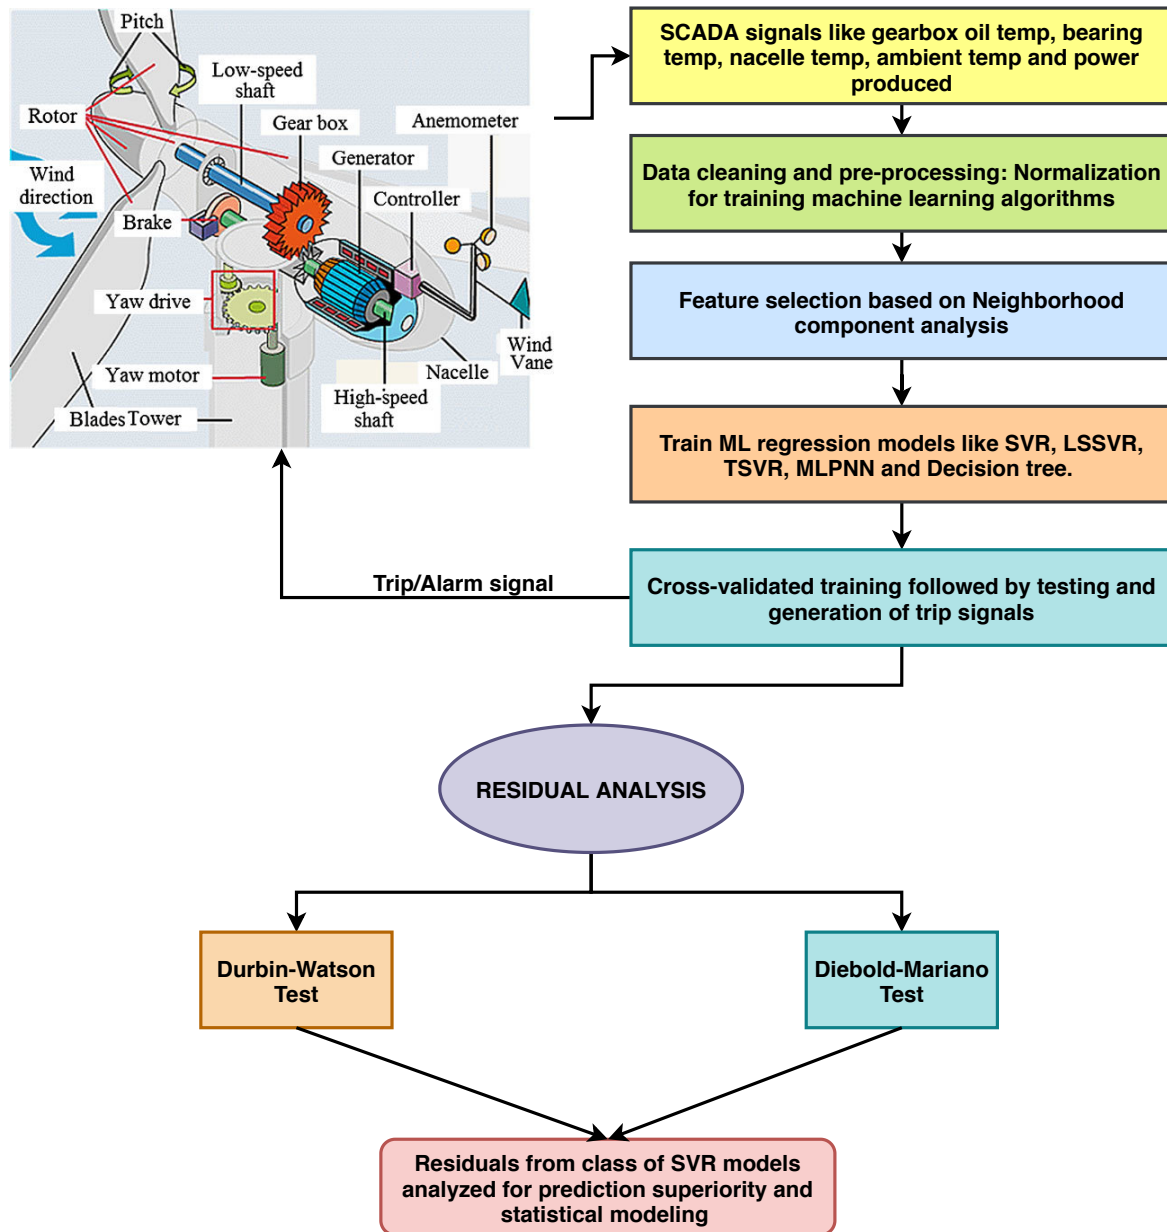 Pitch
Low-speed
shaft
Rotor
Gear box
Anemometer
Generator
Wind
direction
Controller
Brake
Yaw drive
Wind
Vane
Yaw motor
Nacelle
High-speed
shaft
Blades Tower
SCADA signals like gearbox oil temp, bearing
temp, nacelle temp, ambient temp and power
produced
Data cleaning and pre-processing: Normalization
for training machine learning algorithms
Feature selection based on Neighborhood
component analysis
Train ML regression models like SVR, LSSVR,
TSVR, MLPNN and Decision tree.
Trip/Alarm signal
Cross-validated training followed by testing and
generation of trip signals
RESIDUAL ANALYSIS
Durbin-Watson
Test
Diebold-Mariano
Test
Residuals from class of SVR models
analyzed for prediction superiority and
statistical modeling